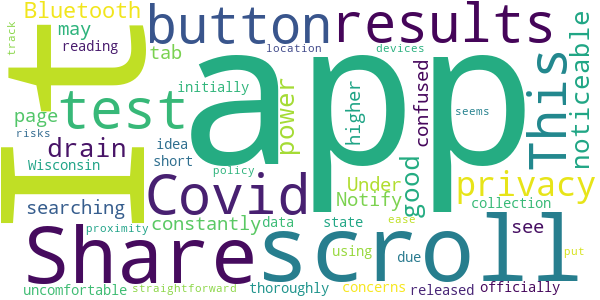 Bluetooth button results
track may tab app This noticeable
reading location devices
I t test initially power higher confused seems
page drain idea short
risks
Wisconsin Covid policy Under good privacy
searching Notify see collection
proximity constantly data state due ease
Share scroll
using concerns put
uncomfortable straightforward thoroughly released officially